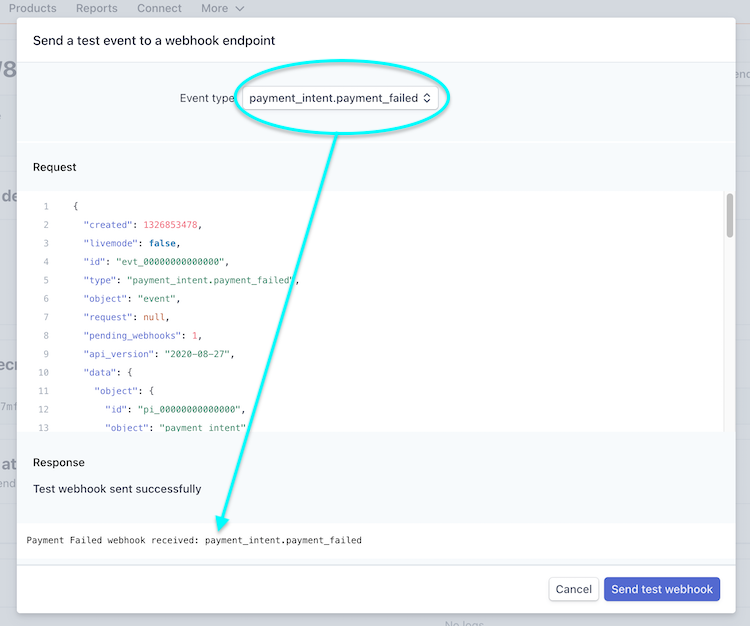 Products Reports Connect More
Send a test event to a webhook endpoint
Event type payment_intent.payment_failed
Request
1 {
2 "created": 1326853478,
3 "livemode": false,
4 "id": "evt_00000000000000",
5 "type": "payment_intent.payment_failed",
6 "object": "event",
7 "request": null,
8 "pending_webhooks": 1,
9 "api_version": "2020-08-27",
10 "data": {
11 "object": {
12 "id": "pi_00000000000000",
13 "object": "payment_intent"
Response
Test webhook sent successfully
Payment Failed webhook received: payment_intent.payment_failed
Cancel Send test webhook
No logs